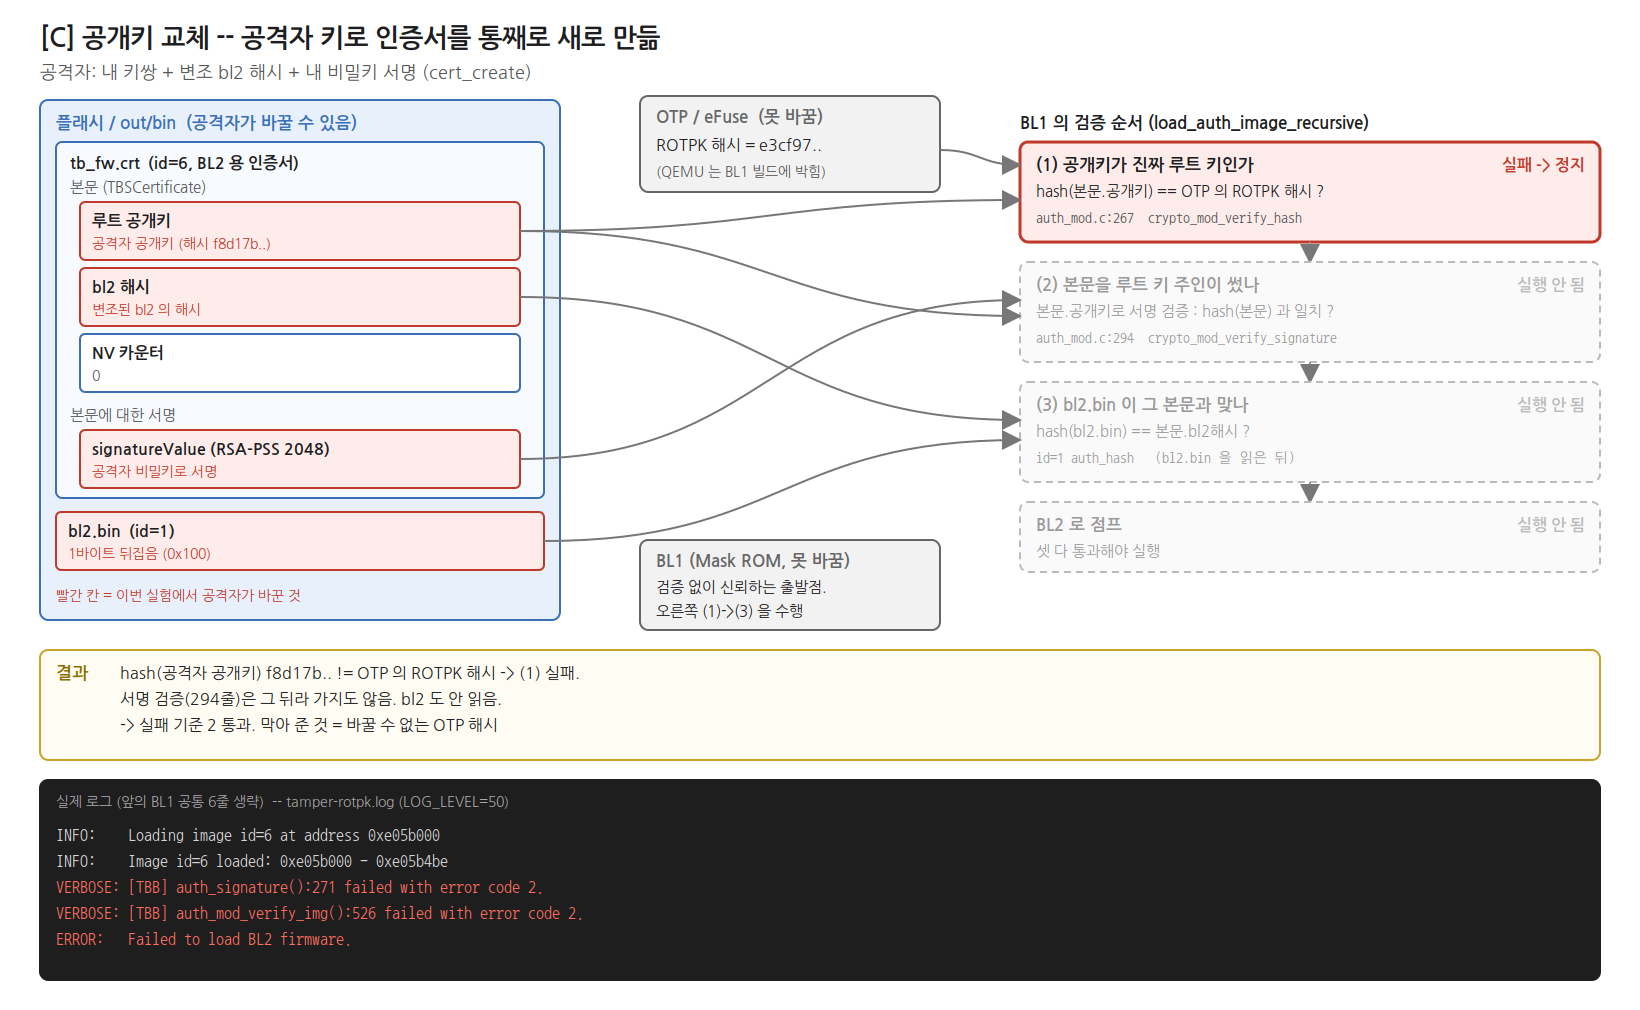 [C] 공개키 교체 -- 공격자 키로 인증서를 통째로 새로 만듦
공격자: 내 키쌍 + 변조 bl2 해시 + 내 비밀키 서명 (cert_create)
플래시 / out/bin (공격자가 바꿀 수 있음)
tb_fw.crt (id=6, BL2 용 인증서)
본문 (TBSCertificate)
루트 공개키
공격자 공개키 (해시 f8d17b..)
bl2 해시
변조된 bl2 의 해시
NV 카운터
0
본문에 대한 서명
signatureValue (RSA-PSS 2048)
공격자 비밀키로 서명
bl2.bin (id=1)
1바이트 뒤집음 (0x100)
빨간 칸 = 이번 실험에서 공격자가 바꾼 것
OTP / eFuse (못 바꿈)
ROTPK 해시 = e3cf97..
(QEMU 는 BL1 빌드에 박힘)
BL1 (Mask ROM, 못 바꿈)
검증 없이 신뢰하는 출발점.
오른쪽 (1)->(3) 을 수행
BL1 의 검증 순서 (load_auth_image_recursive)
(1) 공개키가 진짜 루트 키인가 실패 -> 정지
hash(본문.공개키) == OTP 의 ROTPK 해시 ?
auth_mod.c:267 crypto_mod_verify_hash
(2) 본문을 루트 키 주인이 썼나 실행 안 됨
본문.공개키로 서명 검증 : hash(본문) 과 일치 ?
auth_mod.c:294 crypto_mod_verify_signature
(3) bl2.bin 이 그 본문과 맞나 실행 안 됨
hash(bl2.bin) == 본문.bl2해시 ?
id=1 auth_hash (bl2.bin 을 읽은 뒤)
BL2 로 점프 실행 안 됨
셋 다 통과해야 실행
결과 hash(공격자 공개키) f8d17b.. != OTP 의 ROTPK 해시 -> (1) 실패.
서명 검증(294줄)은 그 뒤라 가지도 않음. bl2 도 안 읽음.
-> 실패 기준 2 통과. 막아 준 것 = 바꿀 수 없는 OTP 해시
실제 로그 (앞의 BL1 공통 6줄 생략) -- tamper-rotpk.log (LOG_LEVEL=50)
INFO: Loading image id=6 at address 0xe05b000
INFO: Image id=6 loaded: 0xe05b000 - 0xe05b4be
VERBOSE: [TBB] auth_signature():271 failed with error code 2.
VERBOSE: [TBB] auth_mod_verify_img():526 failed with error code 2.
ERROR: Failed to load BL2 firmware.